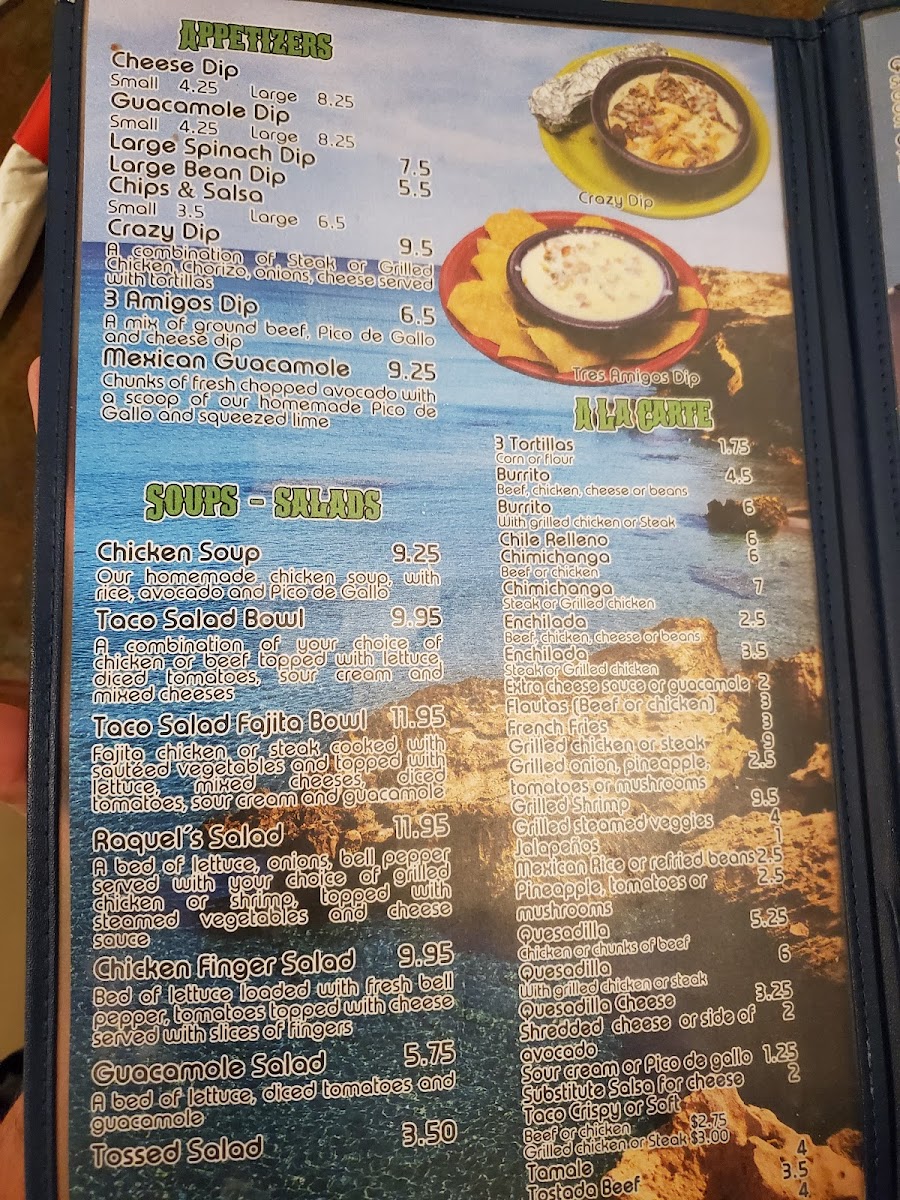 APPETIZERS
Cheese Dip
Small 4.25 Large 8.25
Guacamole Dip
Small 4.25 Large 8.25
Large Spinach Dip 7.5
Large Bean Dip 5.5
Chips & Salsa
Small 3.5 Large 6.5
Crazy Dip 9.5
A combination of Steak or Grilled
Chicken, Chorizo, onions, cheese served
with tortillas
3 Amigos Dip 6.5
A mix of ground beef, Pico de Gallo
and cheese dip
Mexican Guacamole 9.25
Chunks of fresh chopped avocado with
a scoop of our homemade Pico de
Gallo and squeezed lime
SOUPS - SALADS
Chicken Soup 9.25
Our homemade chicken soup, with
rice, avocado and Pico de Gallo
Taco Salad Bowl 9.95
A combination of your choice of
chicken or beef topped with lettuce,
diced tomatoes, sour cream and
mixed cheeses
Taco Salad Fajita Bowl 11.95
Fajita chicken or steak cooked with
sautéed vegetables and topped with
lettuce, mixed cheeses, diced
tomatoes, sour cream and guacamole
Raquel's Salad 11.95
A bed of lettuce, onions, bell pepper
served with your choice of grilled
chicken or shrimp, topped with
steamed vegetables and cheese
sauce
Chicken Finger Salad 9.95
Bed of lettuce loaded with fresh bell
pepper, tomatoes topped with cheese
served with slices of fingers
Guacamole Salad 5.75
A bed of lettuce, diced tomatoes and
guacamole
Tossed Salad 3.50
Crazy Dip
Tres Amigos Dip
A LA CARTE
3 Tortillas 1.75
Corn or flour
Burrito 4.5
Beef, chicken, cheese or beans
Burrito 6
With grilled chicken or Steak
Chile Relleno 6
Chimichanga 6
Beef or chicken
Chimichanga 7
Steak or Grilled chicken
Enchilada 2.5
Beef, chicken, cheese or beans
Enchilada 3.5
Steak or Grilled chicken
Extra cheese sauce or guacamole 2
Flautas (Beef or chicken) 3
French Fries 3
Grilled chicken or steak
Grilled onion, pineapple, 2.5
tomatoes or mushrooms
Grilled Shrimp 9.5
Grilled steamed veggies 4
Jalapeños 1
Mexican Rice or refried beans 2.5
Pineapple, tomatoes or 2.5
mushrooms
Quesadilla 5.25
Chicken or chunks of beef
Quesadilla 6
With grilled chicken or steak
Quesadilla Cheese 3.25
Shredded cheese or side of 2
avocado
Sour cream or Pico de gallo 1.25
Substitute Salsa for cheese 2
Taco Crispy or Soft
Beef or chicken $2.75
Grilled chicken or Steak $3.00
Tamale 4
Tostada Beef 3.5
4